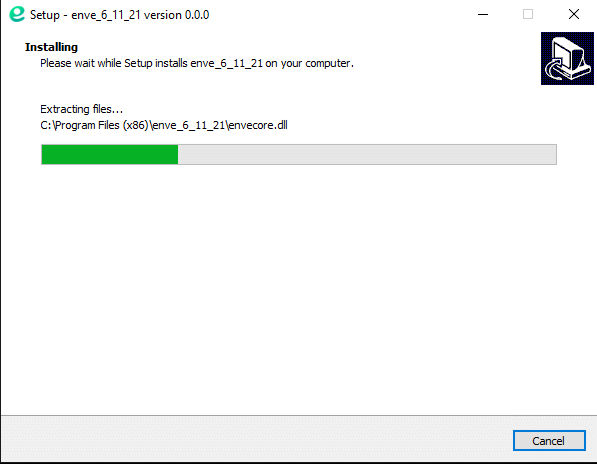 Setup - enve_6_11_21 version 0.0.0
Installing
Please wait while Setup installs enve_6_11_21 on your computer.
Extracting files...
C:\Program Files (x86)\enve_6_11_21\envecore.dll
Cancel